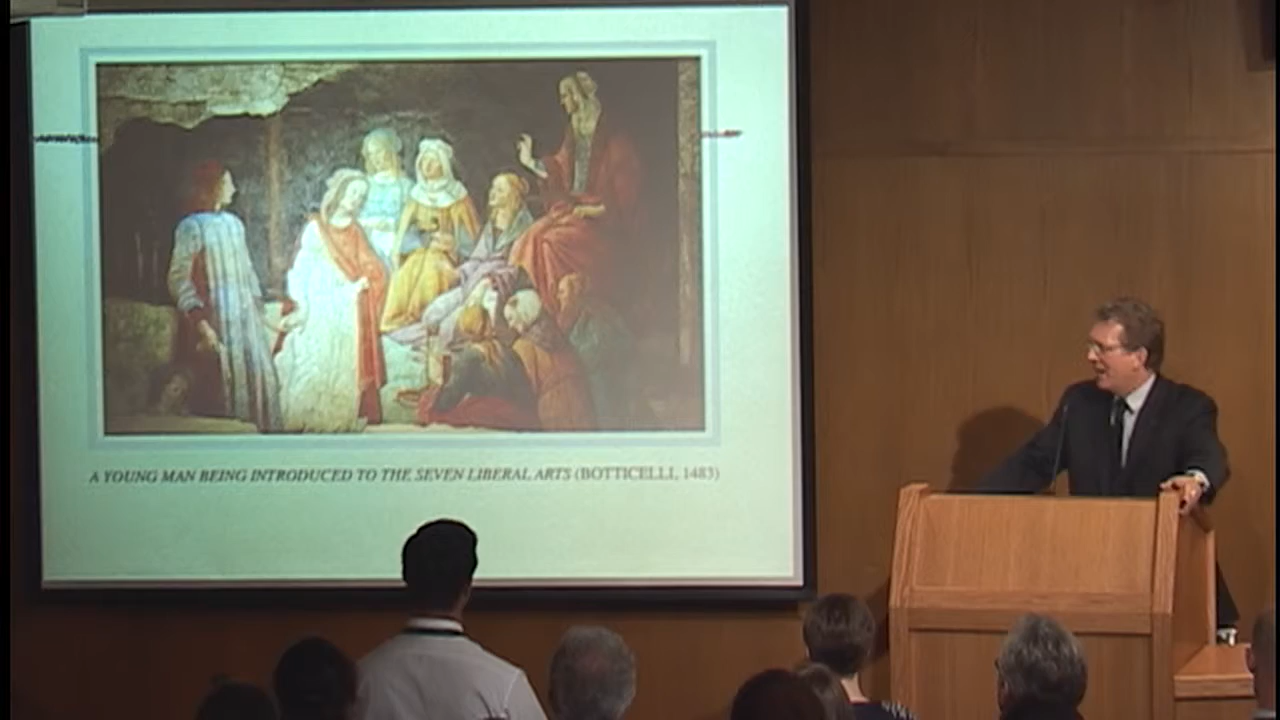 A YOUNG MAN BEING INTRODUCED TO THE SEVEN LIBERAL ARTS (BOTTICELLI, 1483)